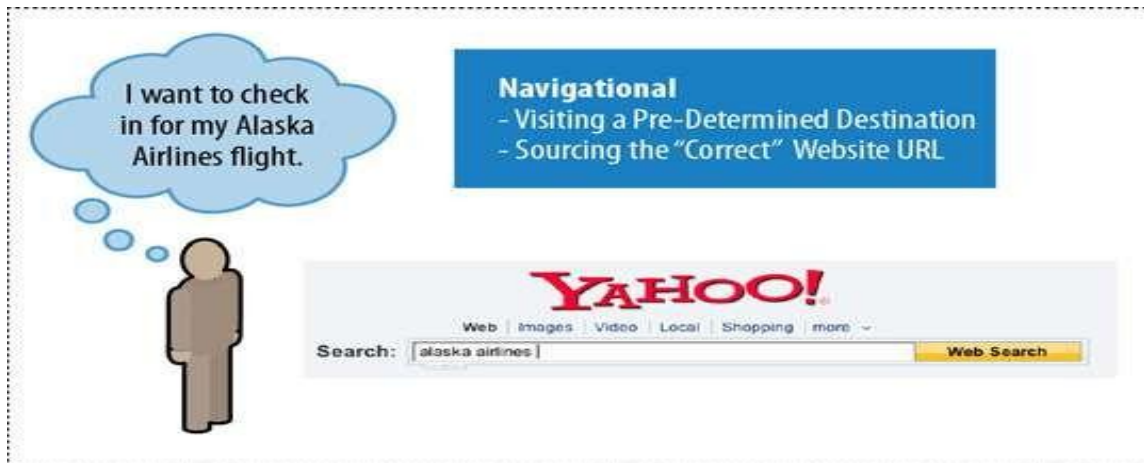 I want to check
in for my Alaska
Airlines flight.
Navigational
- Visiting a Pre-Determined Destination
- Sourcing the “Correct” Website URL
YAHOO!
Web | Images | Video | Local | Shopping | more
Search: alaska airlines Web Search